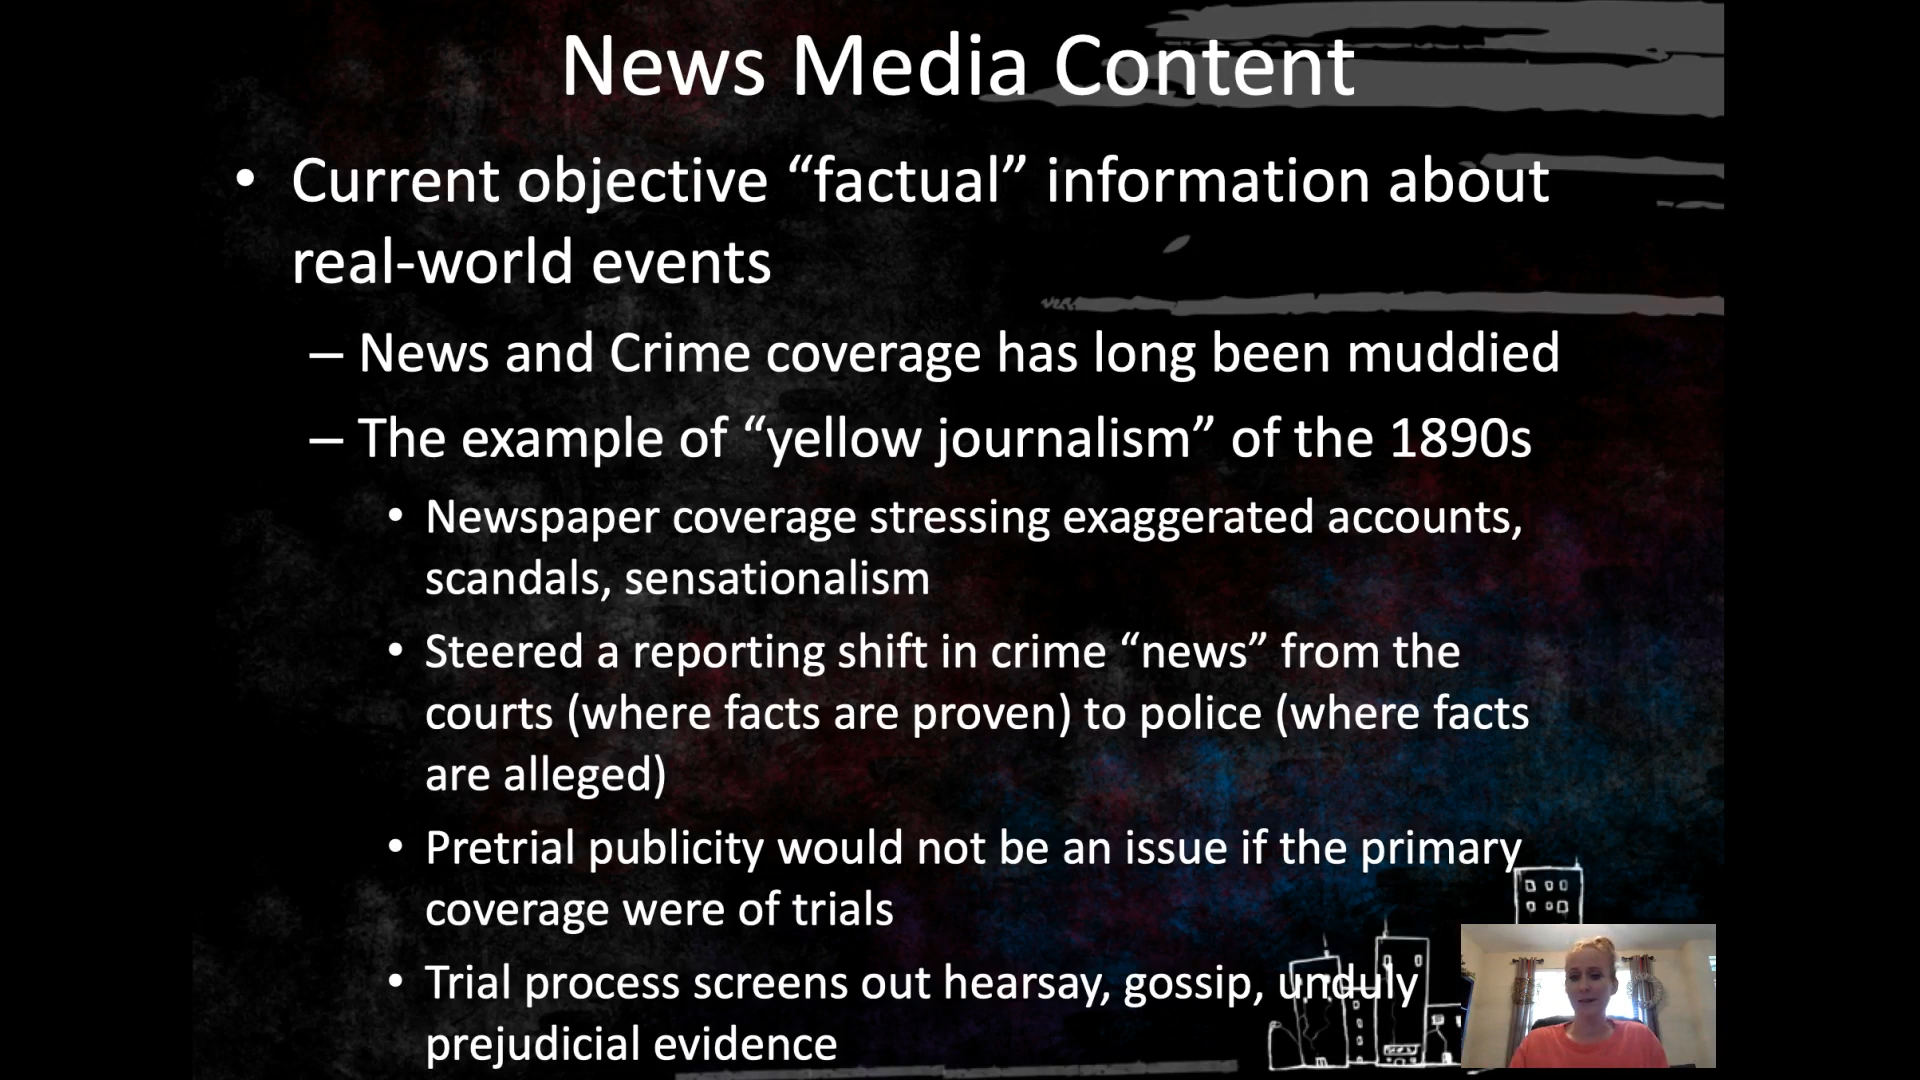 News Media Content
• Current objective “factual” information about
real-world events
– News and Crime coverage has long been muddied
– The example of “yellow journalism” of the 1890s
• Newspaper coverage stressing exaggerated accounts,
scandals, sensationalism
• Steered a reporting shift in crime “news” from the
courts (where facts are proven) to police (where facts
are alleged)
• Pretrial publicity would not be an issue if the primary
coverage were of trials
• Trial process screens out hearsay, gossip, unduly
prejudicial evidence